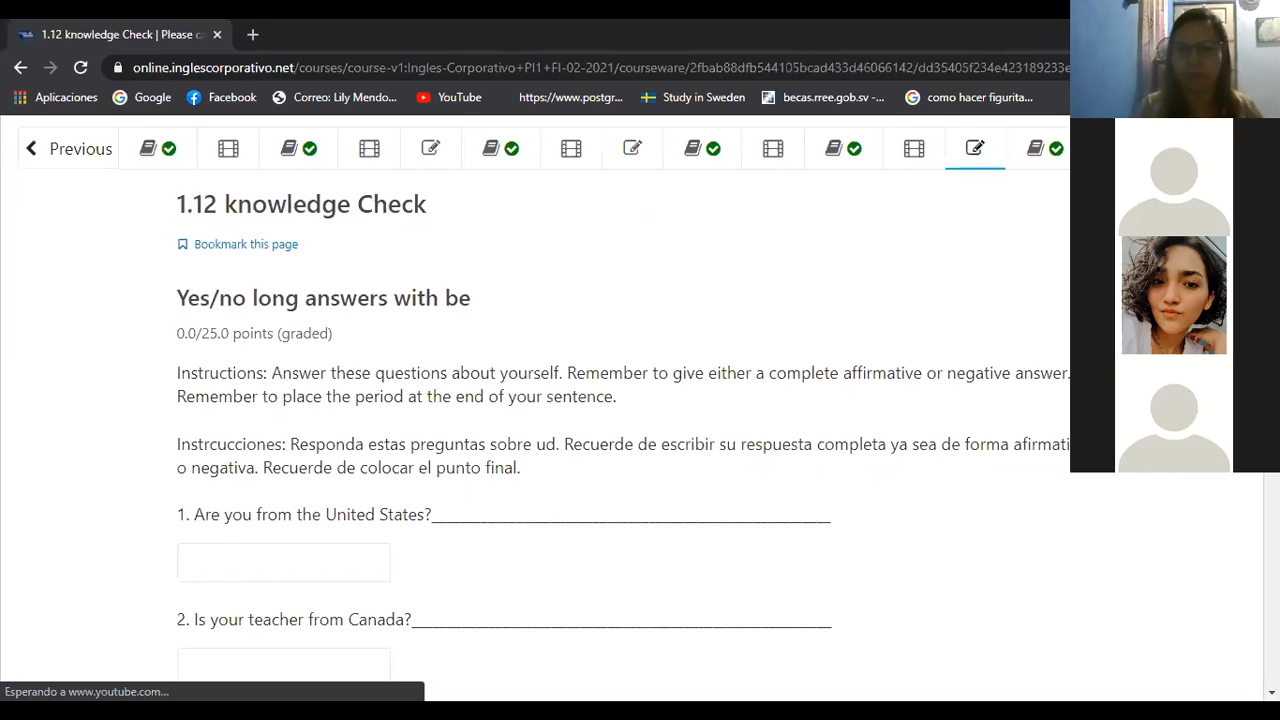 1.12 knowledge Check | Please ca
online.inglescorporativo.net/courses/course-v1:Ingles-Corporativo+PI1+FI-02-2021/courseware/2fbab88dfb544105bcad433d46066142/dd35405f234e423189233e
Aplicaciones Google Facebook Correo: Lily Mendo... YouTube https://www.postgr... Study in Sweden becas.ree.gob.sv -... como hacer figurita...
Previous
1.12 knowledge Check
Bookmark this page
Yes/no long answers with be
0.0/25.0 points (graded)
Instructions: Answer these questions about yourself. Remember to give either a complete affirmative or negative answer.
Remember to place the period at the end of your sentence.
Instrcucciones: Responda estas preguntas sobre ud. Recuerde de escribir su respuesta completa ya sea de forma afirmati
o negativa. Recuerde de colocar el punto final.
1. Are you from the United States?
2. Is your teacher from Canada?
Esperando a www.youtube.com...